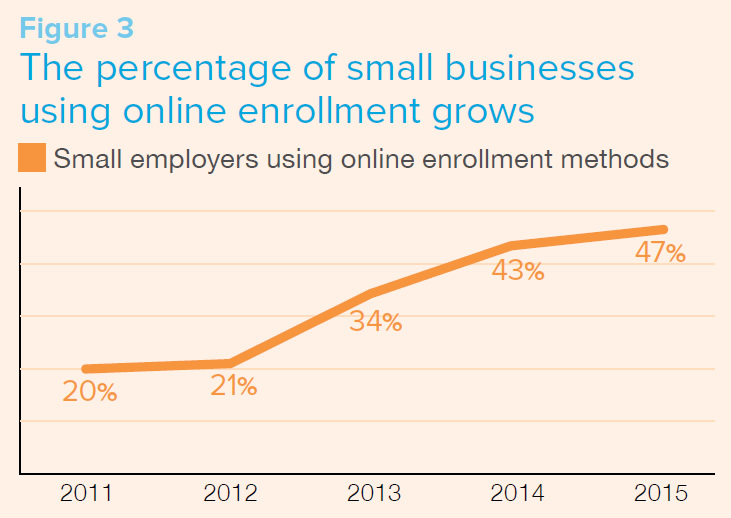 Figure 3
The percentage of small businesses
using online enrollment grows
Small employers using online enrollment methods
20%
21%
34%
43%
47%
2011
2012
2013
2014
2015